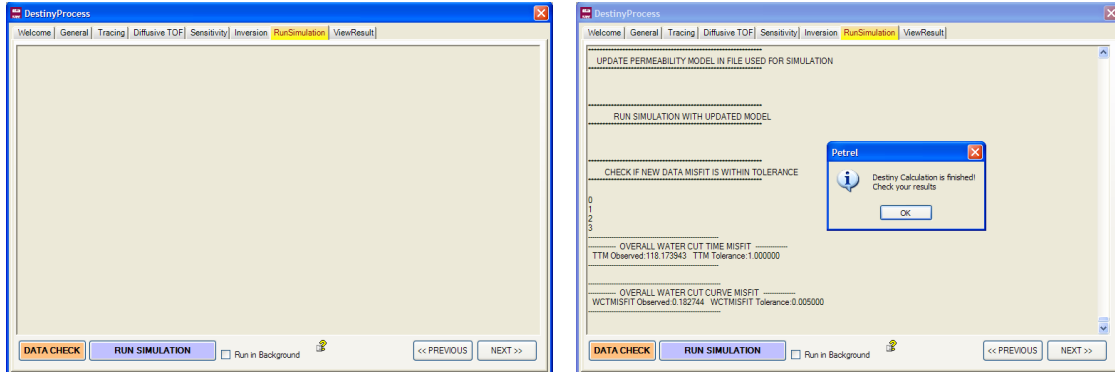 DestinyProcess
Welcome General Tracing Diffusive TOF Sensitivity Inversion RunSimulation ViewResult
DATA CHECK RUN SIMULATION Run in Background << PREVIOUS NEXT >>
DestinyProcess
Welcome General Tracing Diffusive TOF Sensitivity Inversion RunSimulation ViewResult
UPDATE PERMEABILITY MODEL IN FILE USED FOR SIMULATION
RUN SIMULATION WITH UPDATED MODEL
CHECK IF NEW DATA MISFIT IS WITHIN TOLERANCE
0
1
2
3
------------ OVERALL WATER CUT TIME MISFIT --------------
TTM Observed:118.173943 TTM Tolerance:1.000000
------------ OVERALL WATER CUT CURVE MISFIT --------------
WCTMISFIT Observed:0.182744 WCTMISFIT Tolerance:0.005000
Petrel
Destiny Calculation is finished!
Check your results
OK
DATA CHECK RUN SIMULATION Run in Background << PREVIOUS NEXT >>